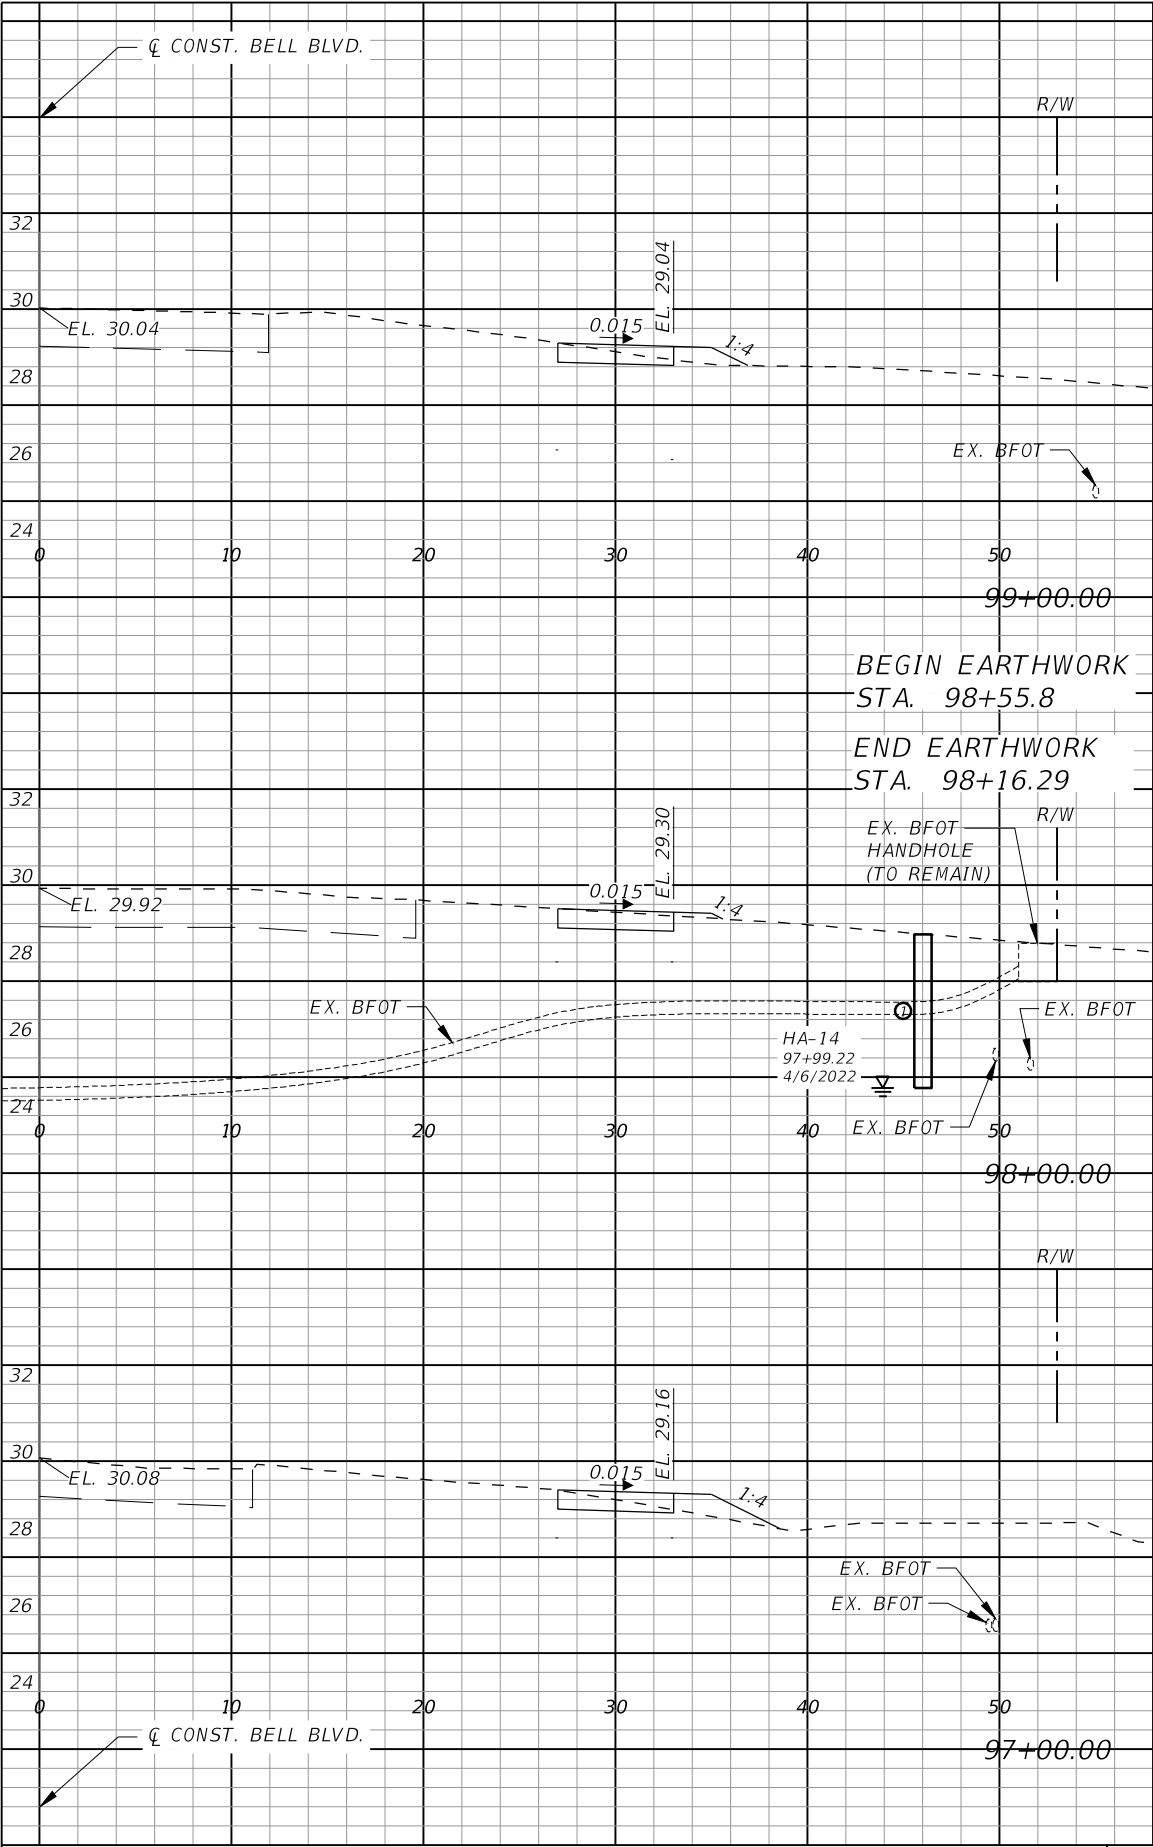 ℄ CONST. BELL BLVD.
R/W
32
EL. 29.04
30
EL. 30.04
0.015
1:4
28
26
EX. BFOT
24
0 10 20 30 40 50
99+00.00
BEGIN EARTHWORK
STA. 98+55.8
END EARTHWORK
STA. 98+16.29
32
R/W
EL. 29.30
EX. BFOT
HANDHOLE
(TO REMAIN)
30
EL. 29.92
0.015
1:4
28
EX. BFOT
EX. BFOT
1
26
HA-14
97+99.22
4/6/2022
24
EX. BFOT
0 10 20 30 40 50
98+00.00
R/W
32
EL. 29.16
30
EL. 30.08
0.015
1:4
28
EX. BFOT
26
EX. BFOT
24
0 10 20 30 40 50
℄ CONST. BELL BLVD.
97+00.00